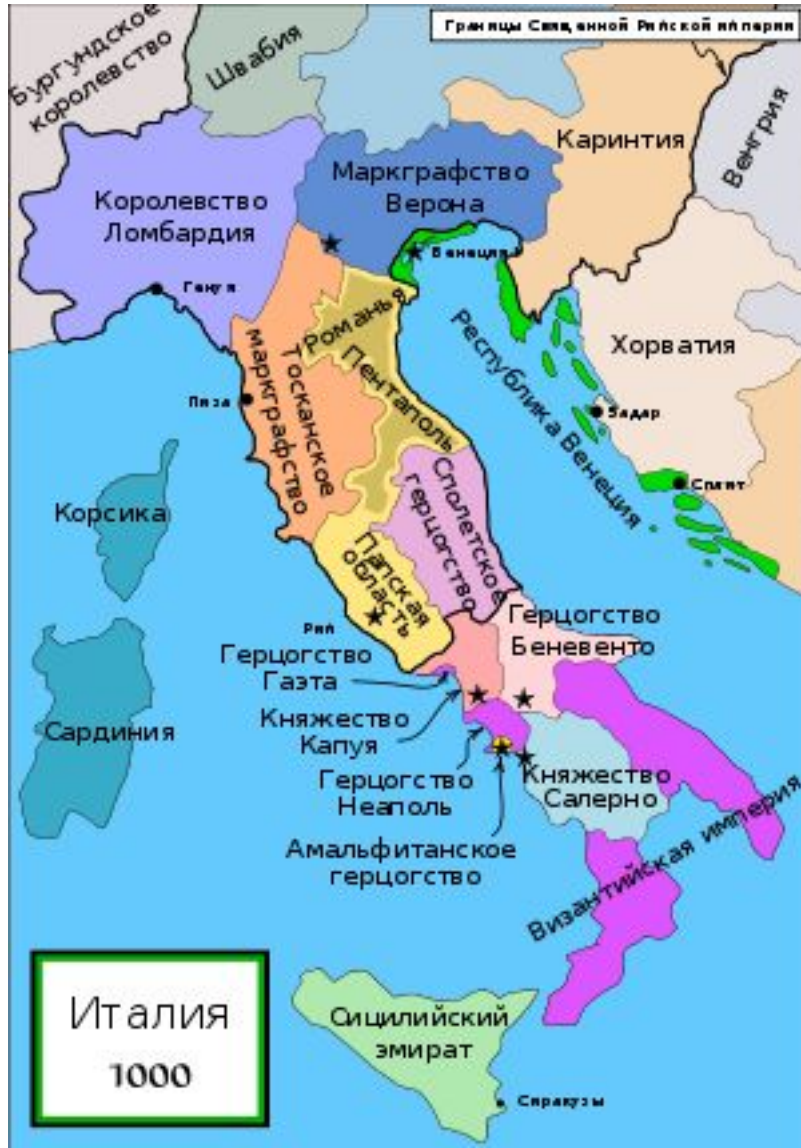 Границы Священной Римской империи
Бургундское
королевство
Швабия
Каринтия
Венгрия
Маркграфство
Верона
Королевство
Ломбардия
Венеция
Генуя
Романья
Пентаполь
Тосканское
маркграфство
Республика Венеция
Хорватия
Пиза
Задар
Сплит
Корсика
Сполетское
герцогство
Папская
область
Рим
Герцогство
Беневенто
Герцогство
Гаэта
Княжество
Капуя
Сардиния
Герцогство
Неаполь
Княжество
Салерно
Амальфитанское
герцогство
Византийская империя
Италия
1000
Сицилийский
эмират
Сиракузы